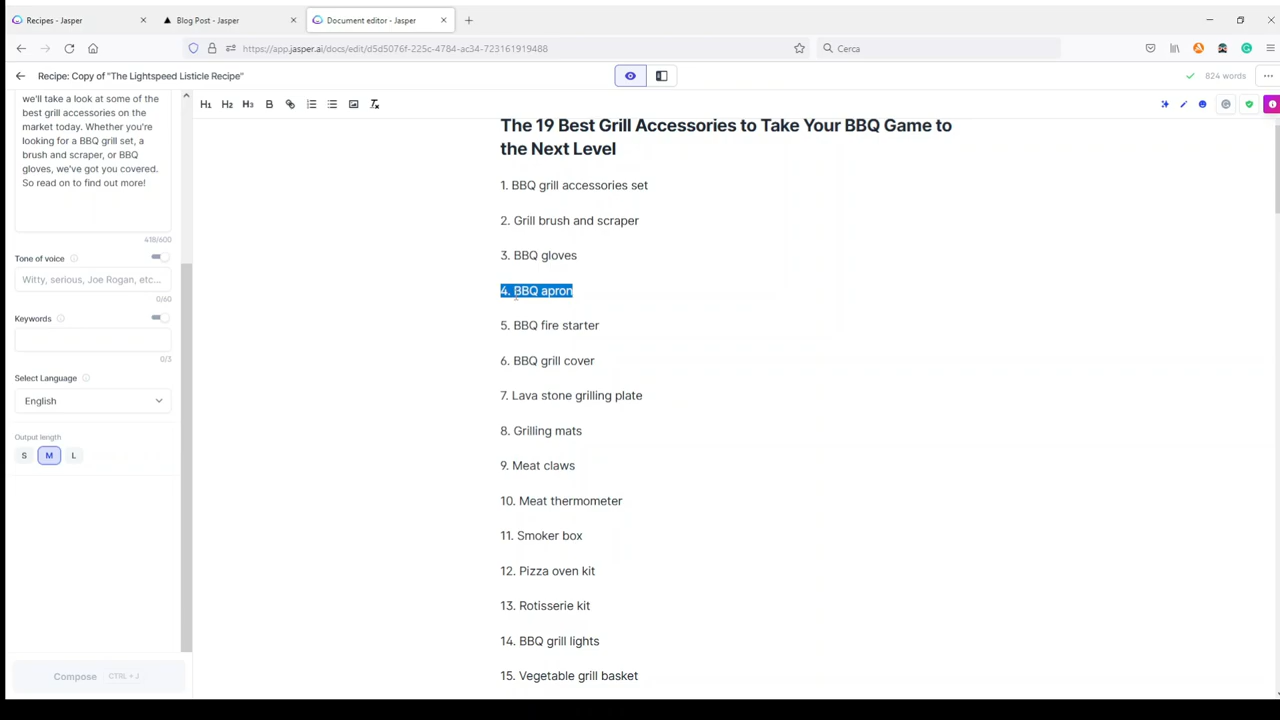 Recipes - Jasper
Blog Post - Jasper
Document editor - Jasper
https://app.jasper.ai/docs/edit/d5d5076f-225c-4784-ac34-723161919488
Cerca
Recipe: Copy of "The Lightspeed Listicle Recipe"
824 words
H1 H2 H3 B
we'll take a look at some of the
best grill accessories on the
market today. Whether you're
looking for a BBQ grill set, a
brush and scraper, or BBQ
gloves, we've got you covered.
So read on to find out more!
418/600
Tone of voice
Witty, serious, Joe Rogan, etc...
0/60
Keywords
0/3
Select Language
English
Output length
S M L
Compose CTRL + J
The 19 Best Grill Accessories to Take Your BBQ Game to
the Next Level
1. BBQ grill accessories set
2. Grill brush and scraper
3. BBQ gloves
4. BBQ apron
5. BBQ fire starter
6. BBQ grill cover
7. Lava stone grilling plate
8. Grilling mats
9. Meat claws
10. Meat thermometer
11. Smoker box
12. Pizza oven kit
13. Rotisserie kit
14. BBQ grill lights
15. Vegetable grill basket